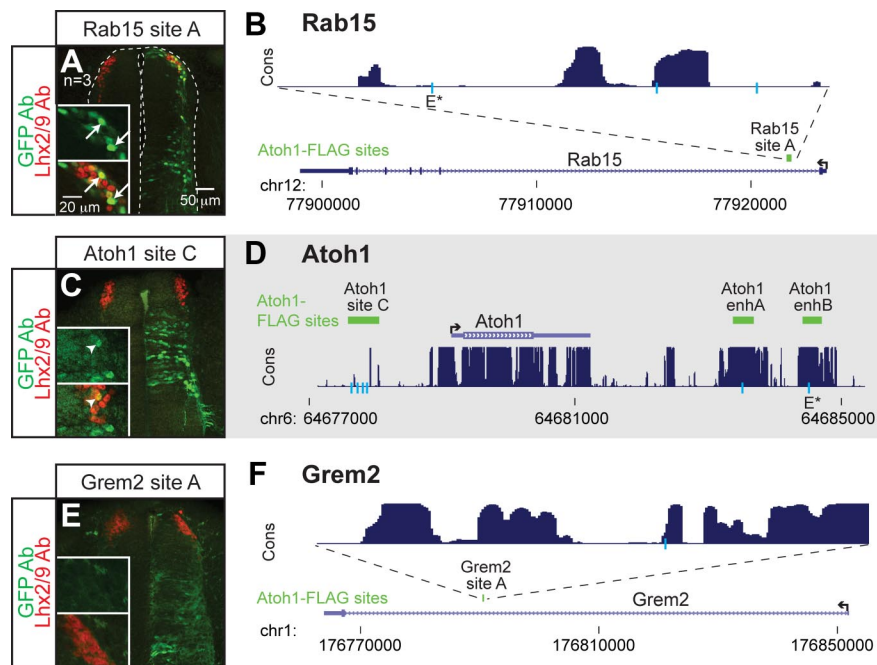 Rab15 site A
A
n=3
GFP Ab
Lhx2/9 Ab
20 µm
50 µm
B Rab15
Cons
E*
Rab15
site A
Atoh1-FLAG sites
Rab15
chr12:
77900000 77910000 77920000
Atoh1 site C
C
GFP Ab
Lhx2/9 Ab
D Atoh1
Atoh1-
FLAG sites
Atoh1
site C
Atoh1
Atoh1
enhA
Atoh1
enhB
Cons
E*
chr6: 64677000 64681000 64685000
Grem2 site A
E
GFP Ab
Lhx2/9 Ab
F Grem2
Cons
Grem2
site A
Atoh1-FLAG sites
Grem2
chr1:
176770000 176810000 176850000